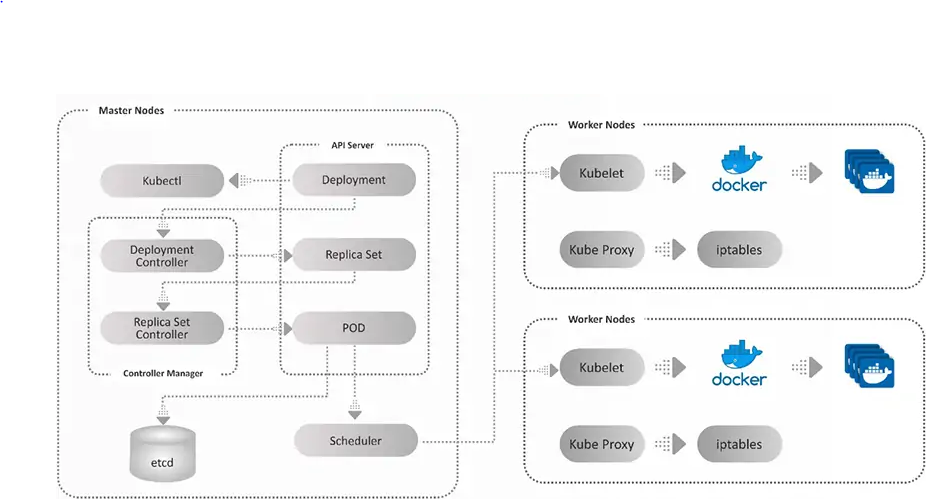 Master Nodes
API Server
Kubectl
Deployment
Deployment
Controller
Replica Set
Replica Set
Controller
POD
Controller Manager
etcd
Scheduler
Worker Nodes
Kubelet
docker
Kube Proxy
iptables
Worker Nodes
Kubelet
docker
Kube Proxy
iptables